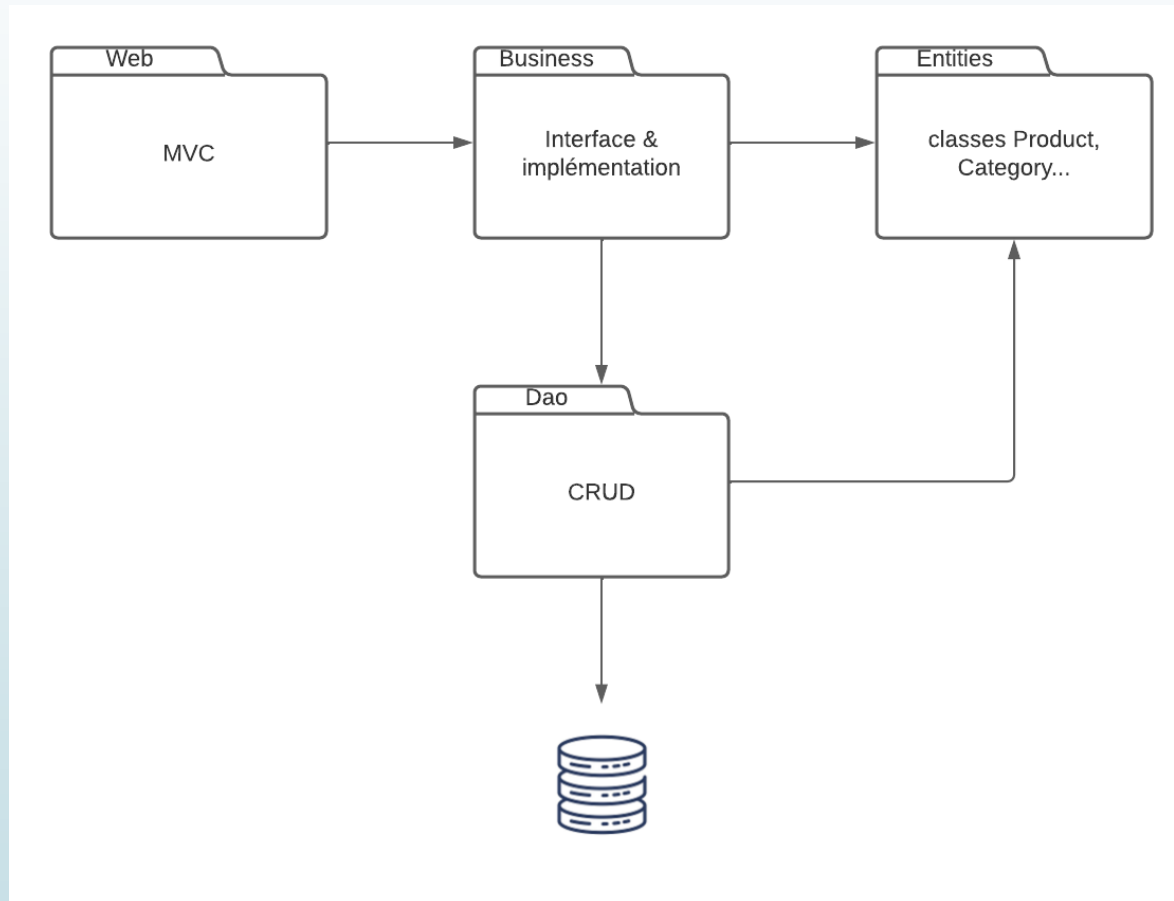 Web
MVC
Business
Interface &
implémentation
Entities
classes Product,
Category...
Dao
CRUD